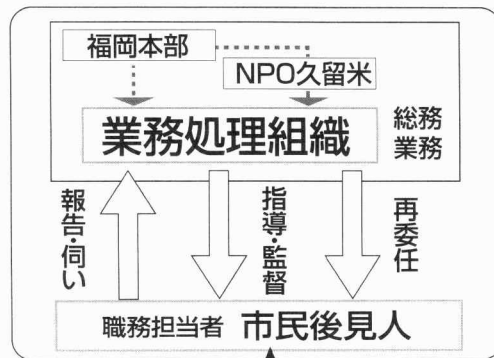 福岡本部
NPO久留米
業務処理組織
総務
業務
報告・伺い
指導・監督
再委任
職務担当者 市民後見人